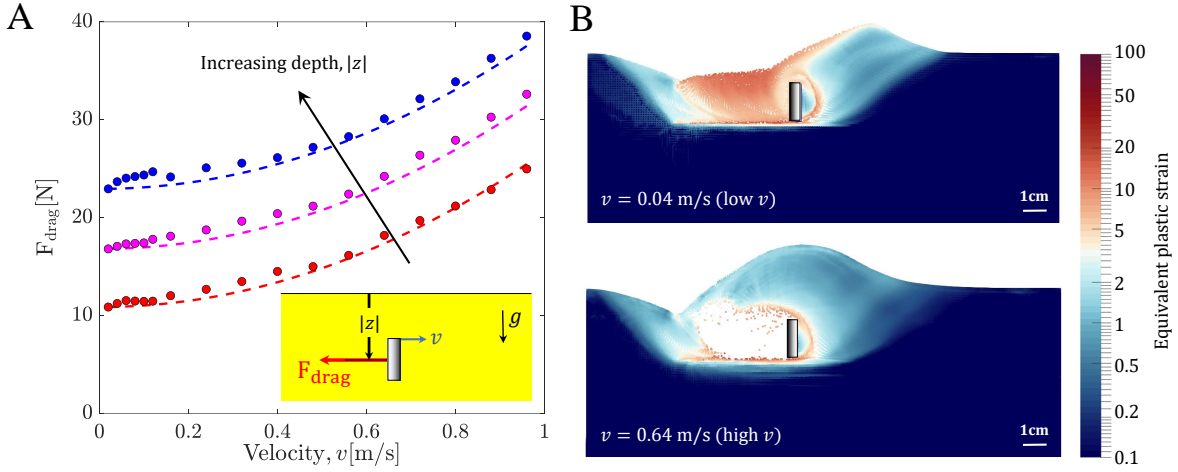 A
40
30
20
10
0
F_drag[N]
0
0.2
0.4
0.6
0.8
1
Velocity, v[m/s]
Increasing depth, |z|
|z|
g
v
F_drag
B
v = 0.04 m/s (low v)
1cm
v = 0.64 m/s (high v)
1cm
100
50
20
10
5
2
1
0.5
0.2
0.1
Equivalent plastic strain